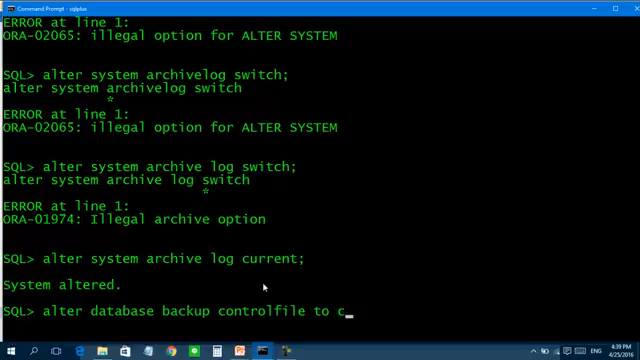 Command Prompt - sqlplus
ERROR at line 1:
ORA-02065: illegal option for ALTER SYSTEM
SQL> alter system archivelog switch;
alter system archivelog switch
*
ERROR at line 1:
ORA-02065: illegal option for ALTER SYSTEM
SQL> alter system archive log switch;
alter system archive log switch
*
ERROR at line 1:
ORA-01974: Illegal archive option
SQL> alter system archive log current;
System altered.
SQL> alter database backup controlfile to c_
ENG
4:39 PM
4/25/2016